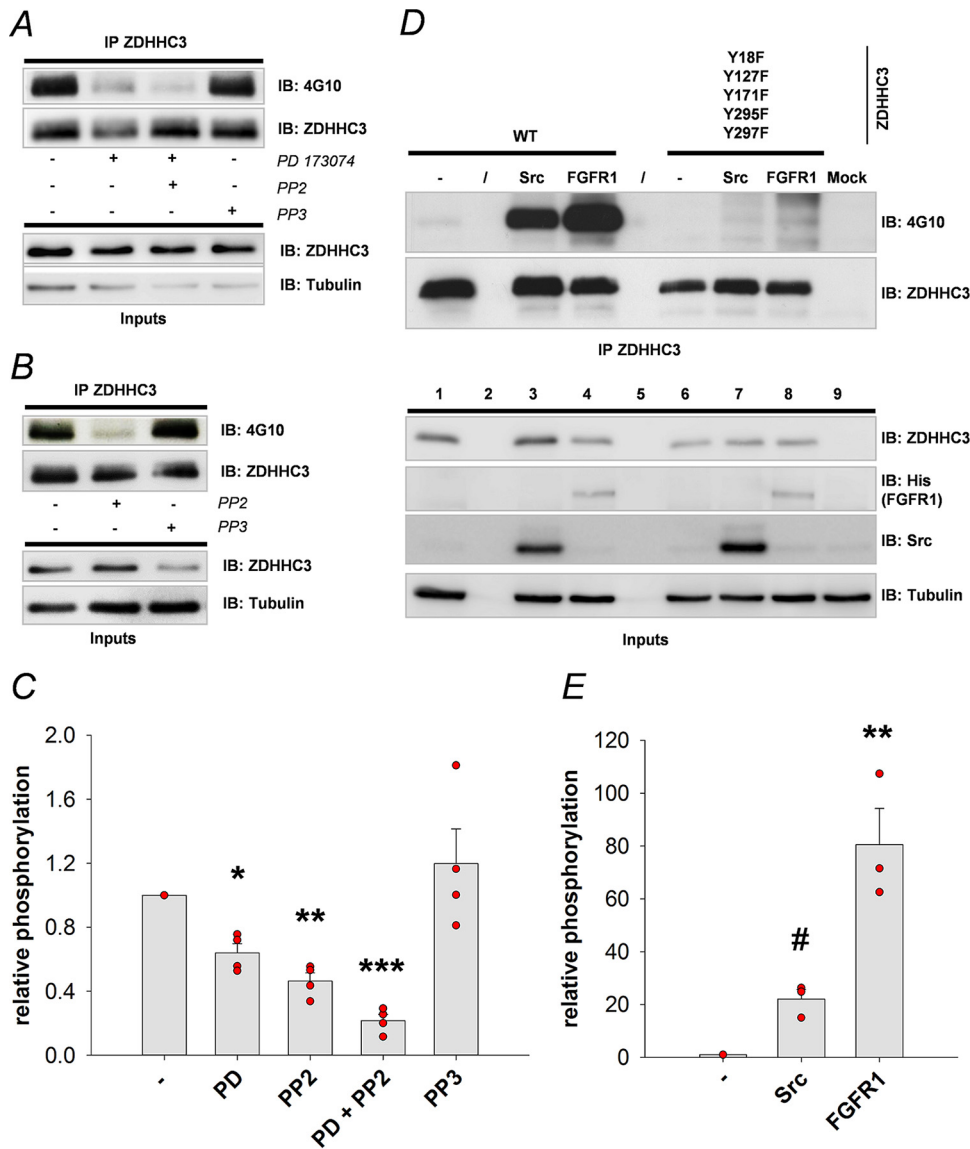 A
IP ZDHHC3
IB: 4G10
IB: ZDHHC3
- + + - PD 173074
- - + - PP2
- - - + PP3
IB: ZDHHC3
IB: Tubulin
Inputs
B
IP ZDHHC3
IB: 4G10
IB: ZDHHC3
- + - PP2
- - + PP3
IB: ZDHHC3
IB: Tubulin
Inputs
D
Y18F
Y127F
Y171F
Y295F
Y297F
ZDHHC3
WT
- / Src FGFR1 / - Src FGFR1 Mock
IB: 4G10
IB: ZDHHC3
IP ZDHHC3
1 2 3 4 5 6 7 8 9
IB: ZDHHC3
IB: His
(FGFR1)
IB: Src
IB: Tubulin
Inputs
C
relative phosphorylation
2.0
1.6
1.2
0.8
0.4
0.0
*
**
***
-
PD
PP2
PD + PP2
PP3
E
relative phosphorylation
120
100
80
60
40
20
0
#
**
-
Src
FGFR1